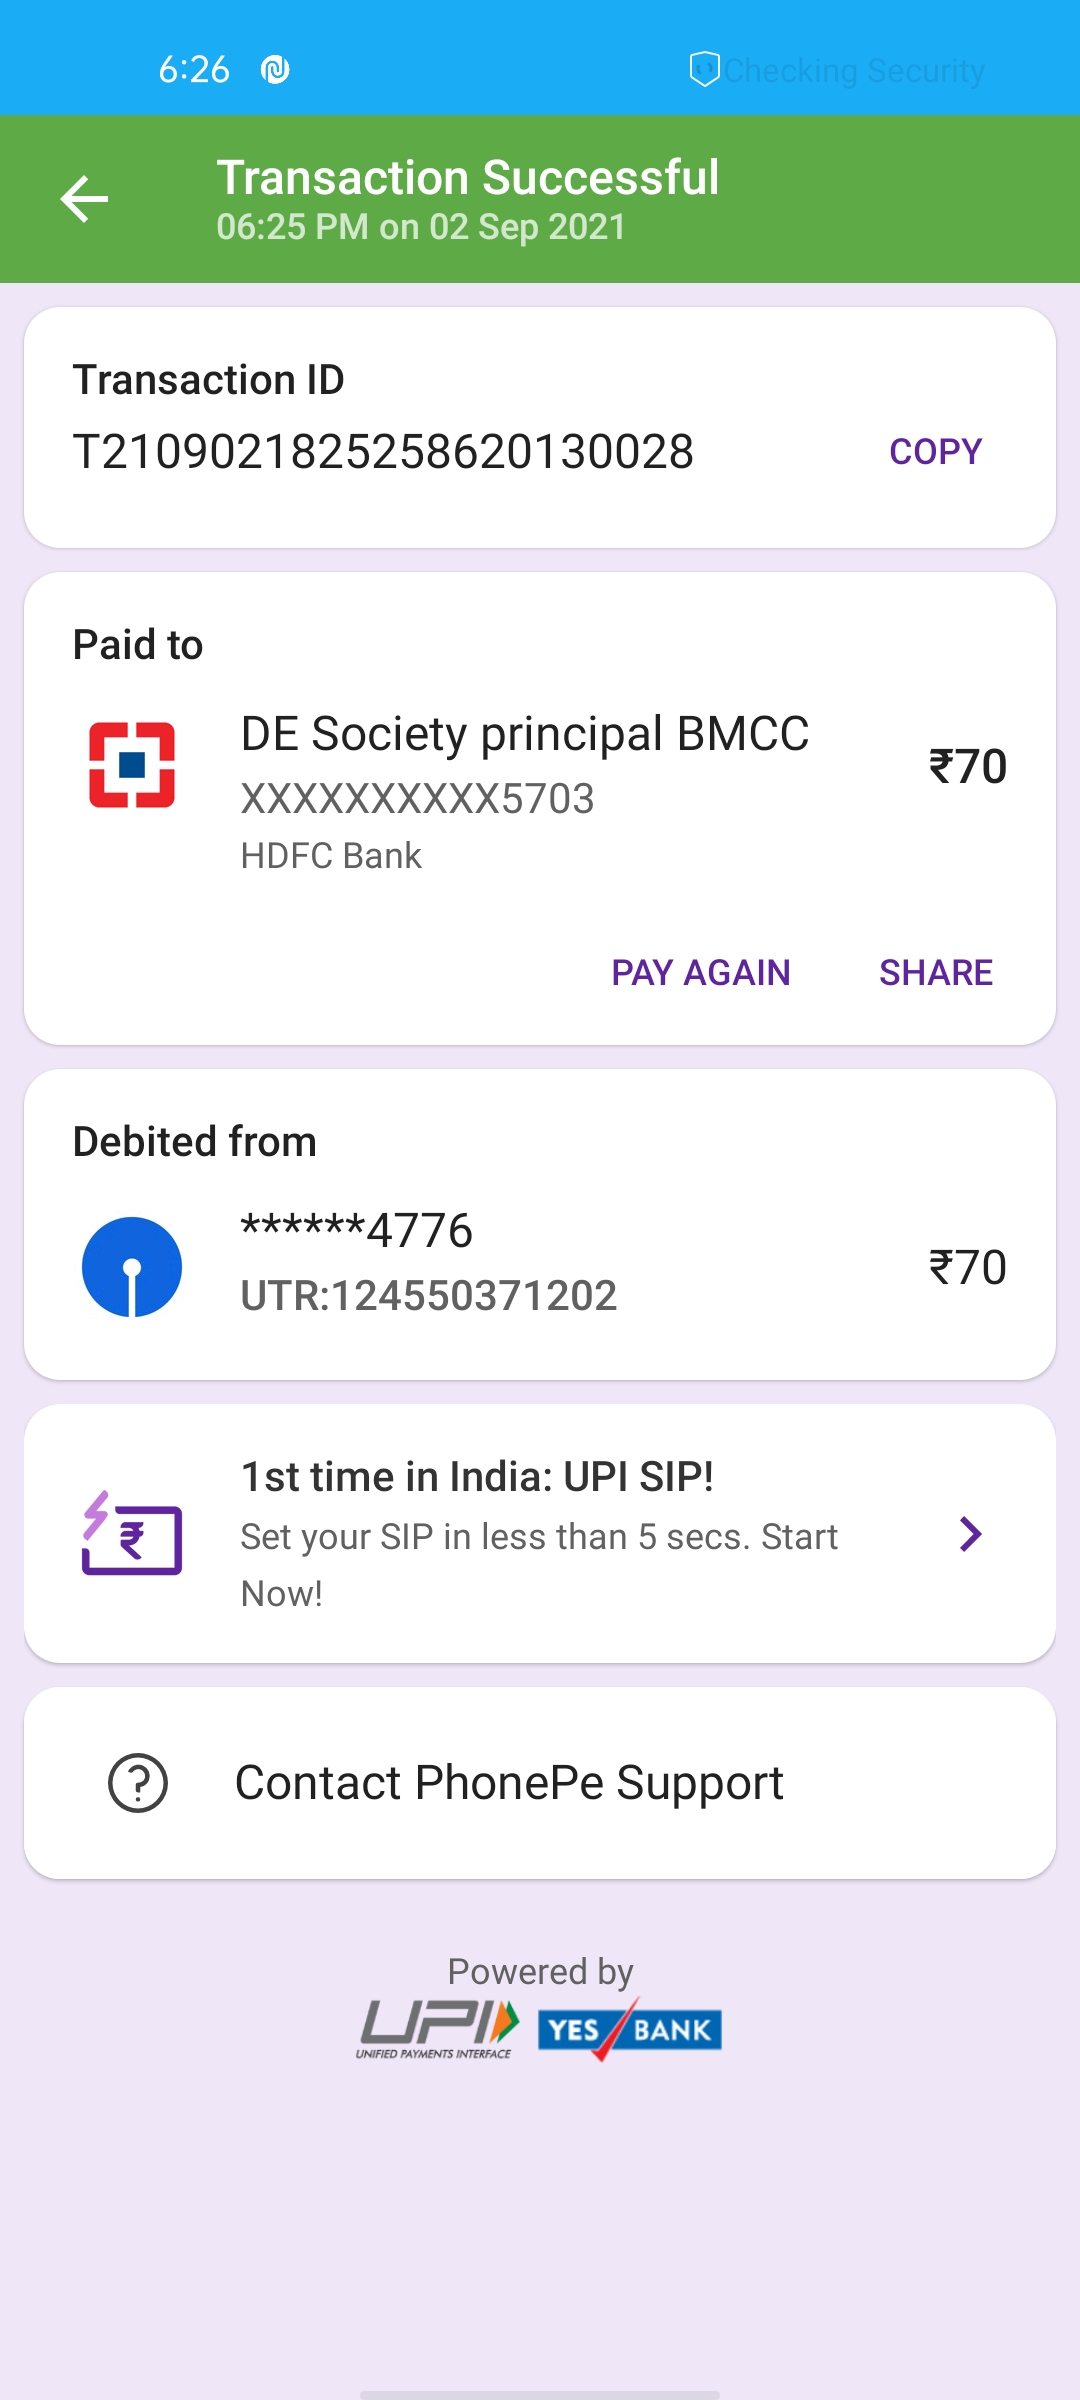 6:26
Checking Security
Transaction Successful
06:25 PM on 02 Sep 2021
Transaction ID
T2109021825258620130028
COPY
Paid to
DE Society principal BMCC
₹70
XXXXXXXXXX5703
HDFC Bank
PAY AGAIN
SHARE
Debited from
******4776
₹70
UTR:124550371202
1st time in India: UPI SIP!
Set your SIP in less than 5 secs. Start
Now!
Contact PhonePe Support
Powered by
UPI
UNIFIED PAYMENTS INTERFACE
YES BANK